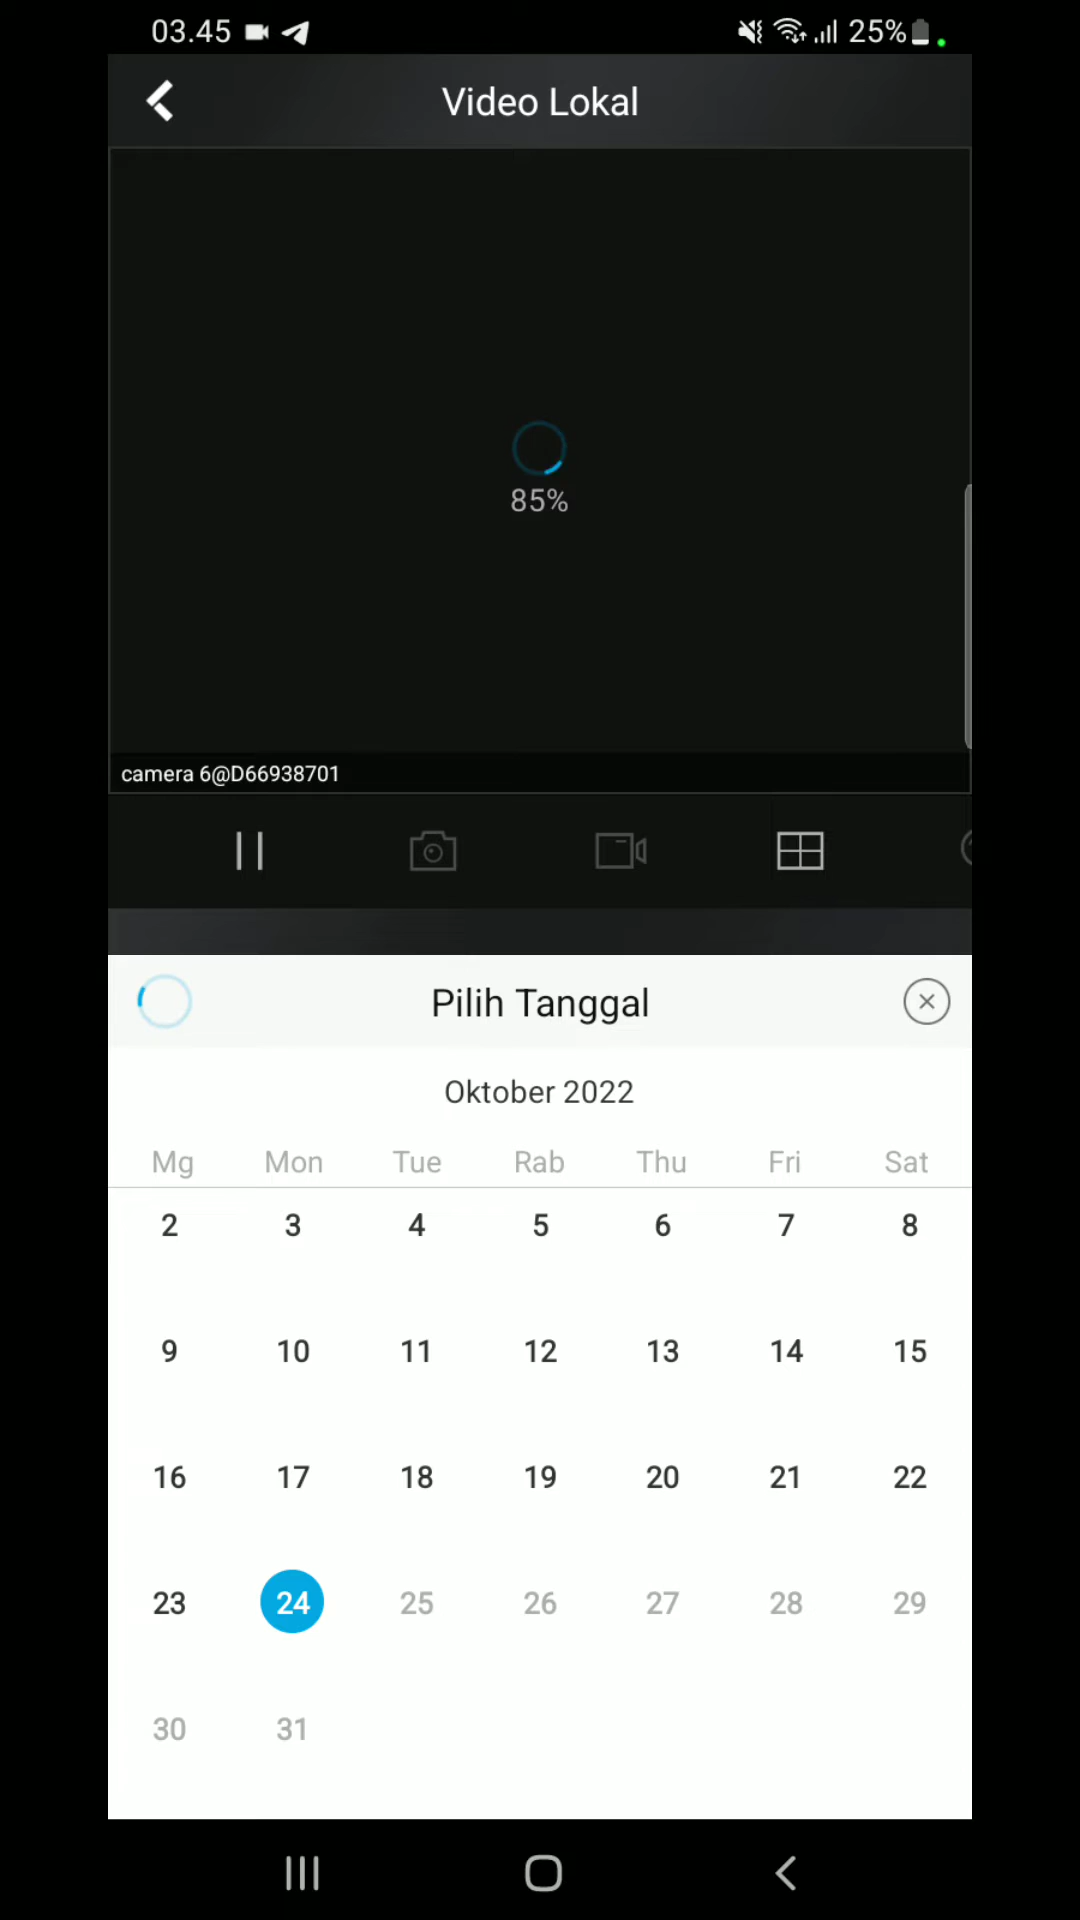 03.45 25%
Video Lokal
85%
camera 6@D66938701
Pilih Tanggal
Oktober 2022
Mg Mon Tue Rab Thu Fri Sat
2 3 4 5 6 7 8
9 10 11 12 13 14 15
16 17 18 19 20 21 22
23 24 25 26 27 28 29
30 31